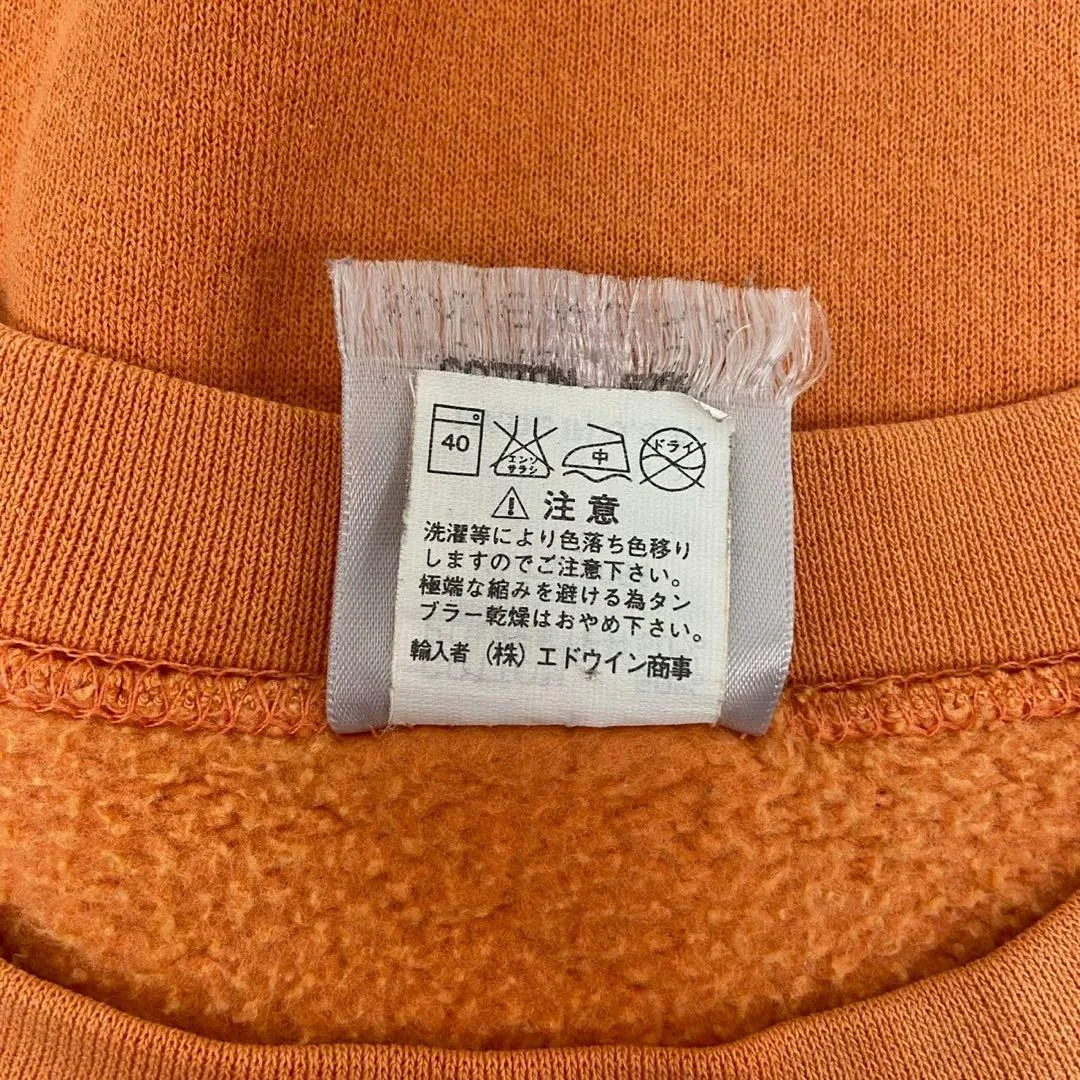 COTTON
40
エンソ
サラシ
中
ドライ
注意
洗濯等により色落ち色移り
しますのでご注意下さい。
極端な縮みを避ける為タン
ブラー乾燥はおやめ下さい。
輸入者 (株) エドウイン商事